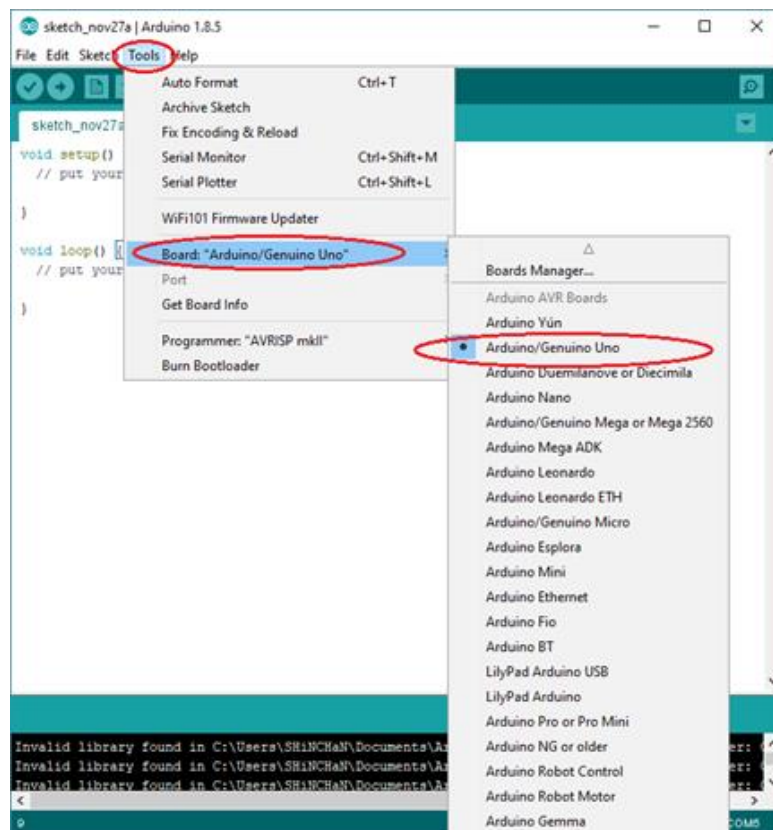 sketch_nov27a | Arduino 1.8.5
File Edit Sketch Tools Help
Auto Format Ctrl+T
Archive Sketch
Fix Encoding & Reload
Serial Monitor Ctrl+Shift+M
Serial Plotter Ctrl+Shift+L
WiFi101 Firmware Updater
Board: "Arduino/Genuino Uno"
Port
Get Board Info
Programmer: "AVRISP mkII"
Burn Bootloader
sketch_nov27a
void setup()
// put your
}
void loop() {
// put your
}
Boards Manager...
Arduino AVR Boards
Arduino Yún
Arduino/Genuino Uno
Arduino Duemilanove or Diecimila
Arduino Nano
Arduino/Genuino Mega or Mega 2560
Arduino Mega ADK
Arduino Leonardo
Arduino Leonardo ETH
Arduino/Genuino Micro
Arduino Esplora
Arduino Mini
Arduino Ethernet
Arduino Fio
Arduino BT
LilyPad Arduino USB
LilyPad Arduino
Arduino Pro or Pro Mini
Arduino NG or older
Arduino Robot Control
Arduino Robot Motor
Arduino Gemma
Invalid library found in C:\Users\SHiNCHaN\Documents\Ar
Invalid library found in C:\Users\SHiNCHaN\Documents\Ar
Invalid library found in C:\Users\SHiNCHaN\Documents\Ar
9
COM6